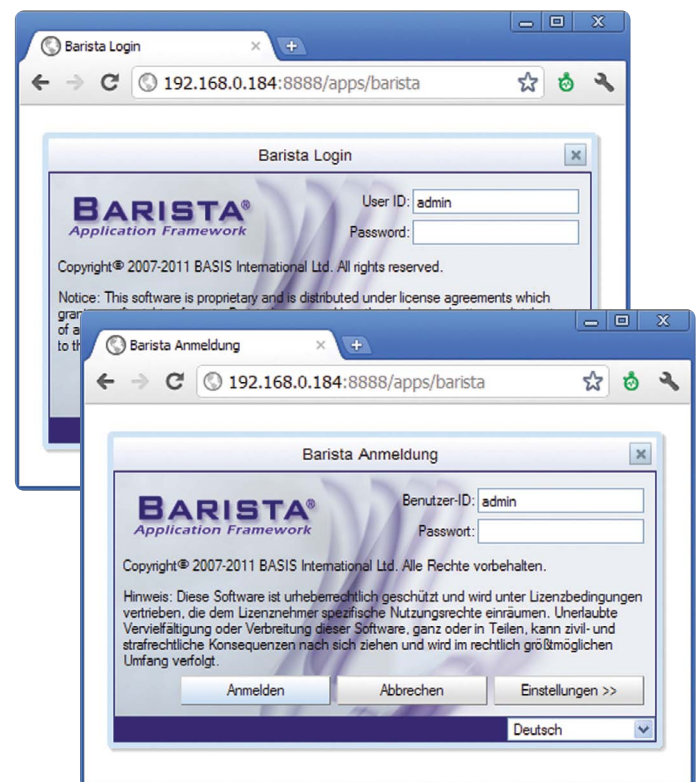 Barista Login
192.168.0.184:8888/apps/barista
Barista Login
BARISTA®
Application Framework
User ID: admin
Password:
Copyright® 2007-2011 BASIS International Ltd. All rights reserved.
Notice: This software is proprietary and is distributed under license agreements which
of a
to th
Barista Anmeldung
192.168.0.184:8888/apps/barista
Barista Anmeldung
BARISTA®
Application Framework
Benutzer-ID: admin
Passwort:
Copyright® 2007-2011 BASIS International Ltd. Alle Rechte vorbehalten.
Hinweis: Diese Software ist urheberrechtlich geschützt und wird unter Lizenzbedingungen
vertrieben, die dem Lizenznehmer spezifische Nutzungsrechte einräumen. Unerlaubte
Vervielfältigung oder Verbreitung dieser Software, ganz oder in Teilen, kann zivil- und
strafrechtliche Konsequenzen nach sich ziehen und wird im rechtlich größtmöglichen
Umfang verfolgt.
Anmelden
Abbrechen
Einstellungen >>
Deutsch